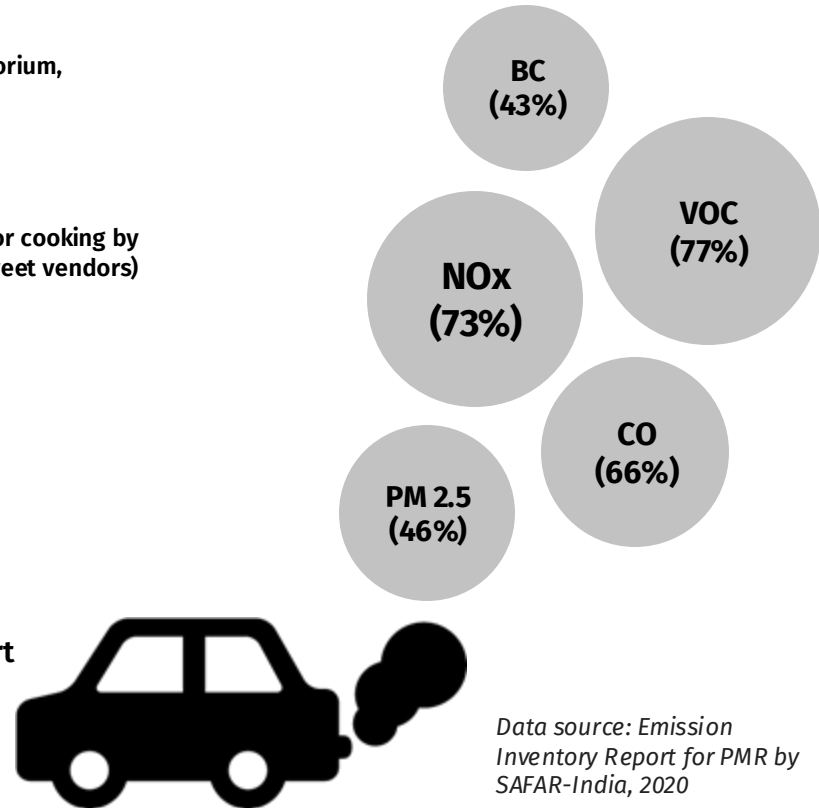 orium,
BC
(43%)
VOC
(77%)
or cooking by
eet vendors)
NOx
(73%)
CO
(66%)
PM 2.5
(46%)
rt
Data source: Emission
Inventory Report for PMR by
SAFAR-India, 2020